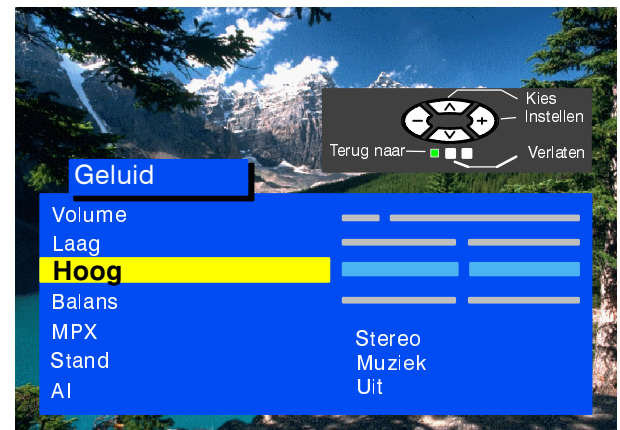 Kies
Instellen
Terug naar
Verlaten
Geluid
Volume
Laag
Hoog
Balans
MPX
Stereo
Stand
Muziek
AI
Uit